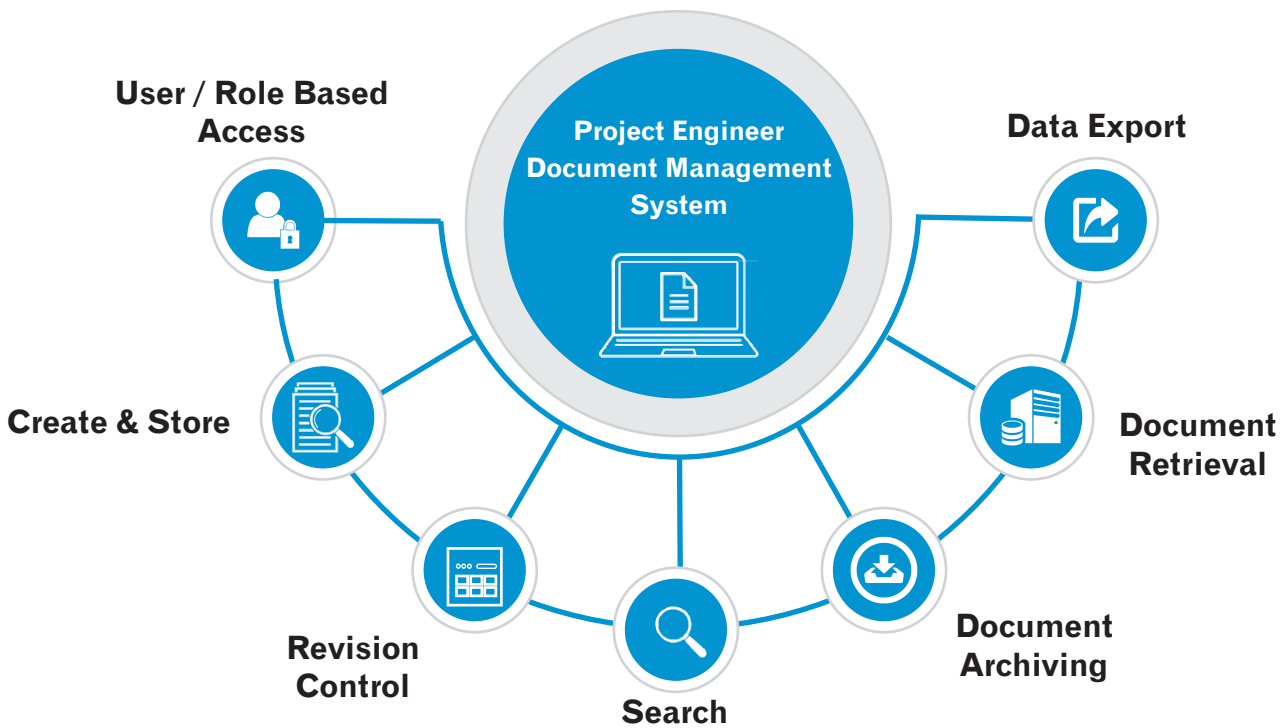 Project Engineer
Document Management
System
User / Role Based
Access
Create & Store
Revision
Control
Search
Document
Archiving
Document
Retrieval
Data Export